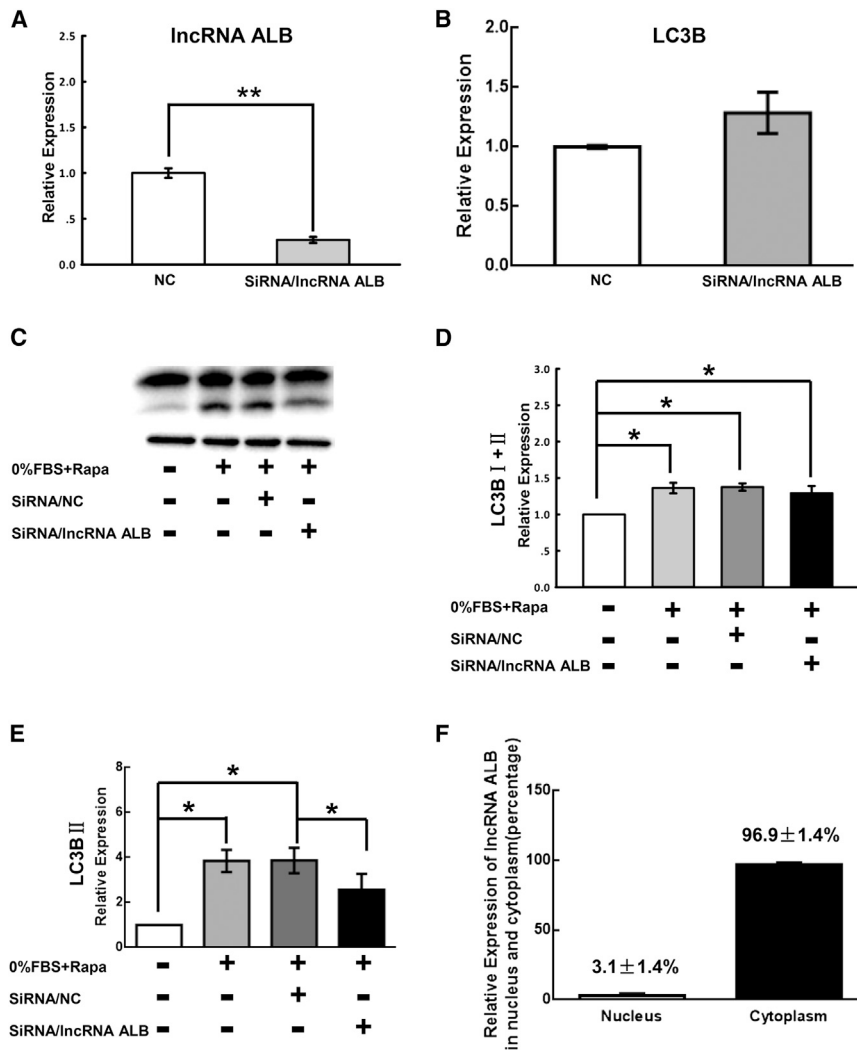 A
lncRNA ALB
Relative Expression
2.5
2.0
1.5
1.0
.5
0.0
**
NC
SiRNA/lncRNA ALB
B
LC3B
Relative Expression
2.0
1.5
1.0
0.5
0.0
NC
SiRNA/lncRNA ALB
C
0%FBS+Rapa - + + +
SiRNA/NC - - + -
SiRNA/lncRNA ALB - - - +
D
LC3B I + II
Relative Expression
3.0
2.5
2.0
1.5
1.0
.5
0.0
*
*
*
0%FBS+Rapa - + + +
SiRNA/NC - - + -
SiRNA/lncRNA ALB - - - +
E
LC3B II
Relative Expression
8
6
4
2
0
*
*
*
0%FBS+Rapa - + + +
SiRNA/NC - - + -
SiRNA/lncRNA ALB - - - +
F
Relative Expression of lncRNA ALB
in nucleus and cytoplasm(percentage)
150
100
50
0
3.1±1.4%
96.9±1.4%
Nucleus
Cytoplasm